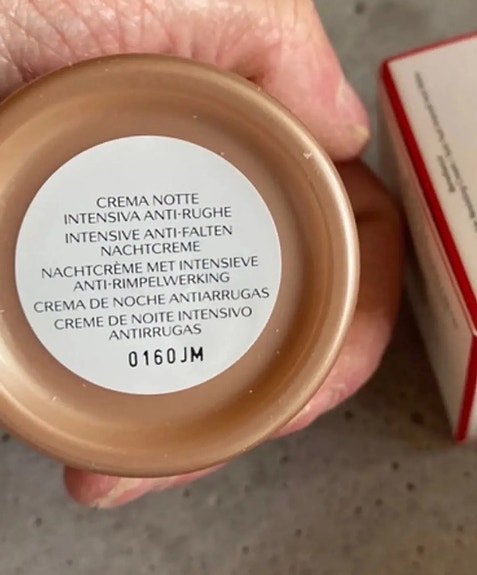 CREMA NOTTE
INTENSIVA ANTI-RUGHE
INTENSIVE ANTI-FALTEN
NACHTCREME
NACHTCRÈME MET INTENSIEVE
ANTI-RIMPELWERKING
CREMA DE NOCHE ANTIARRUGAS
CREME DE NOITE INTENSIVO
ANTIRRUGAS
0160JM